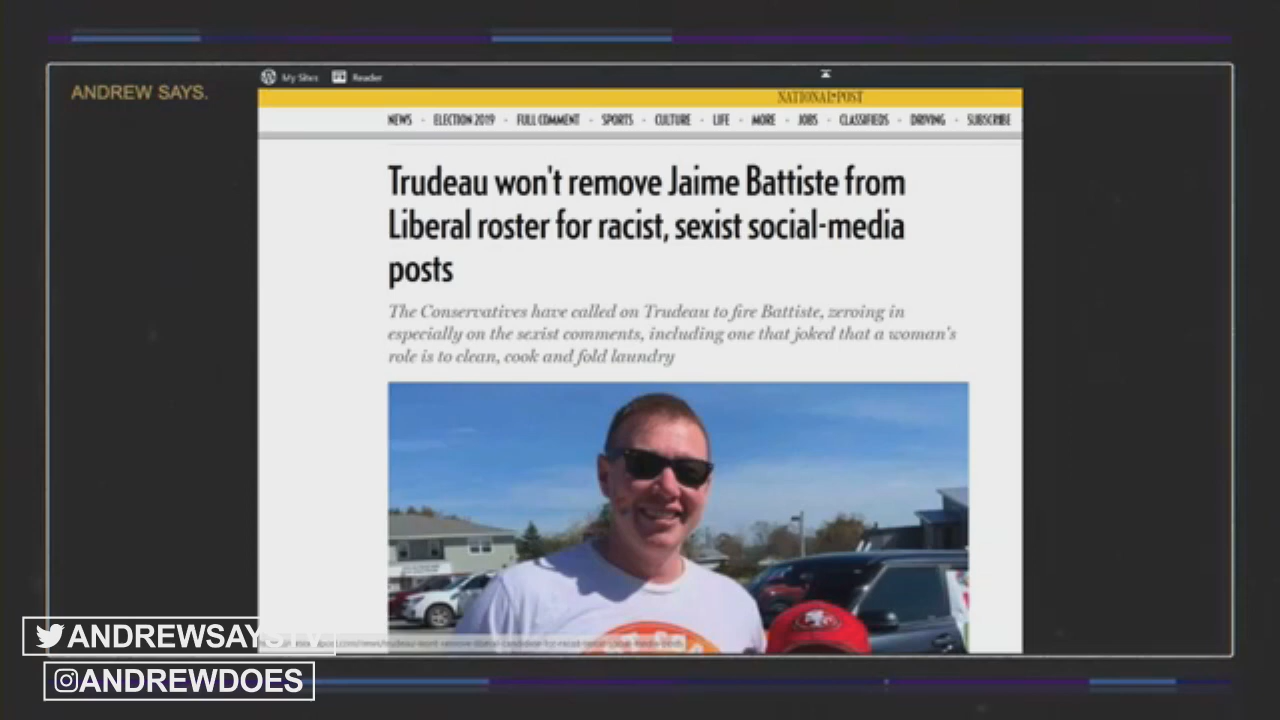 My Sites Reader
ANDREW SAYS.
NATIONAL POST
NEWS - ELECTION 2019 - FULL COMMENT - SPORTS - CULTURE - LIFE - MORE - JOBS - CLASSIFIEDS - DRIVING - SUBSCRIBE
Trudeau won't remove Jaime Battiste from
Liberal roster for racist, sexist social-media
posts
The Conservatives have called on Trudeau to fire Battiste, zeroing in
especially on the sexist comments, including one that joked that a woman's
role is to clean, cook and fold laundry
ANDREWSAYSTV
ANDREWDOES